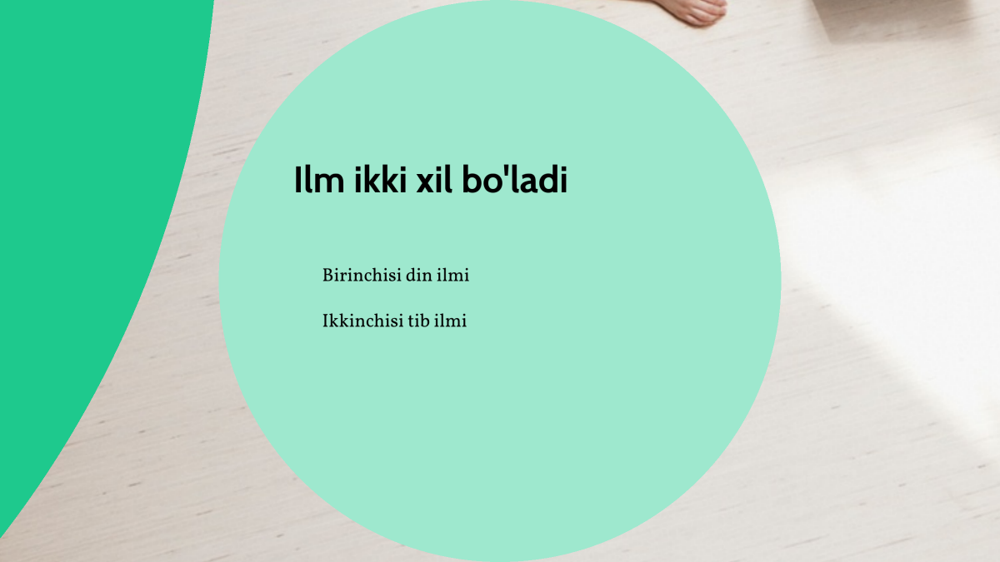 Ilm ikki xil bo'ladi
Birinchisi din ilmi
Ikkinchisi tib ilmi